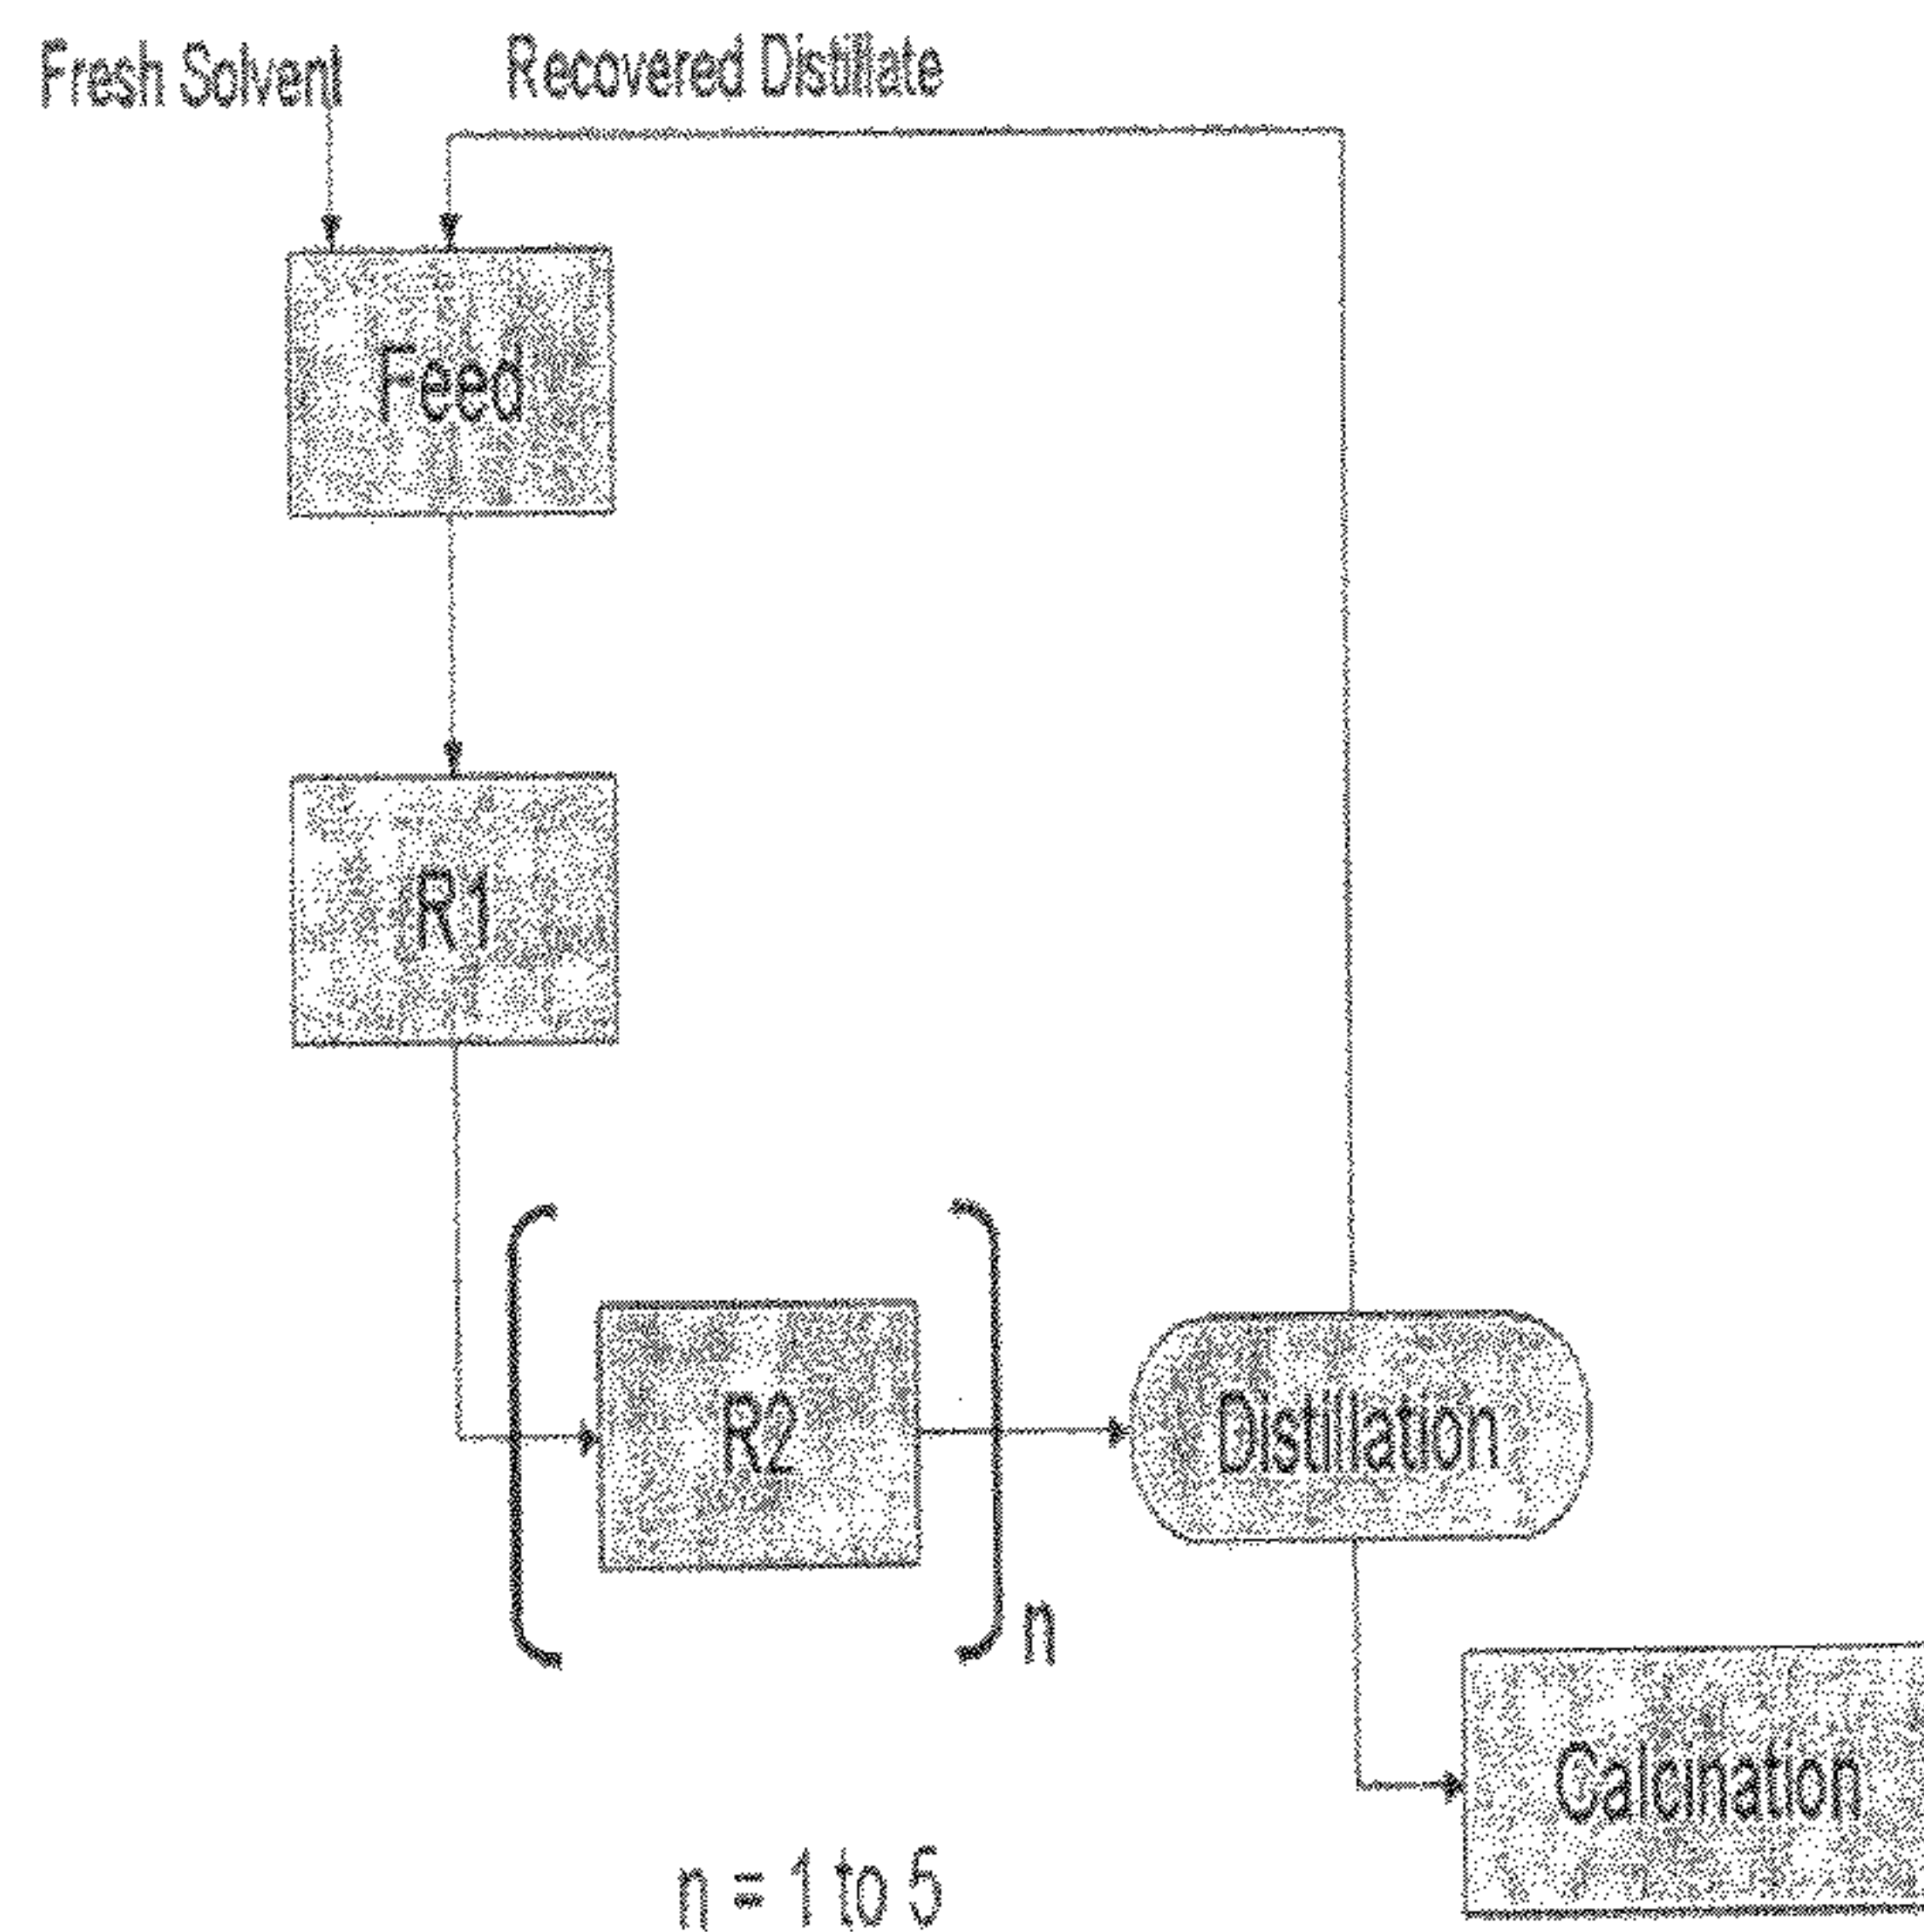 Fresh Solvent
Recovered Distillate
Feed
R1
R2
Distillation
n
Calcination
n = 1 to 5